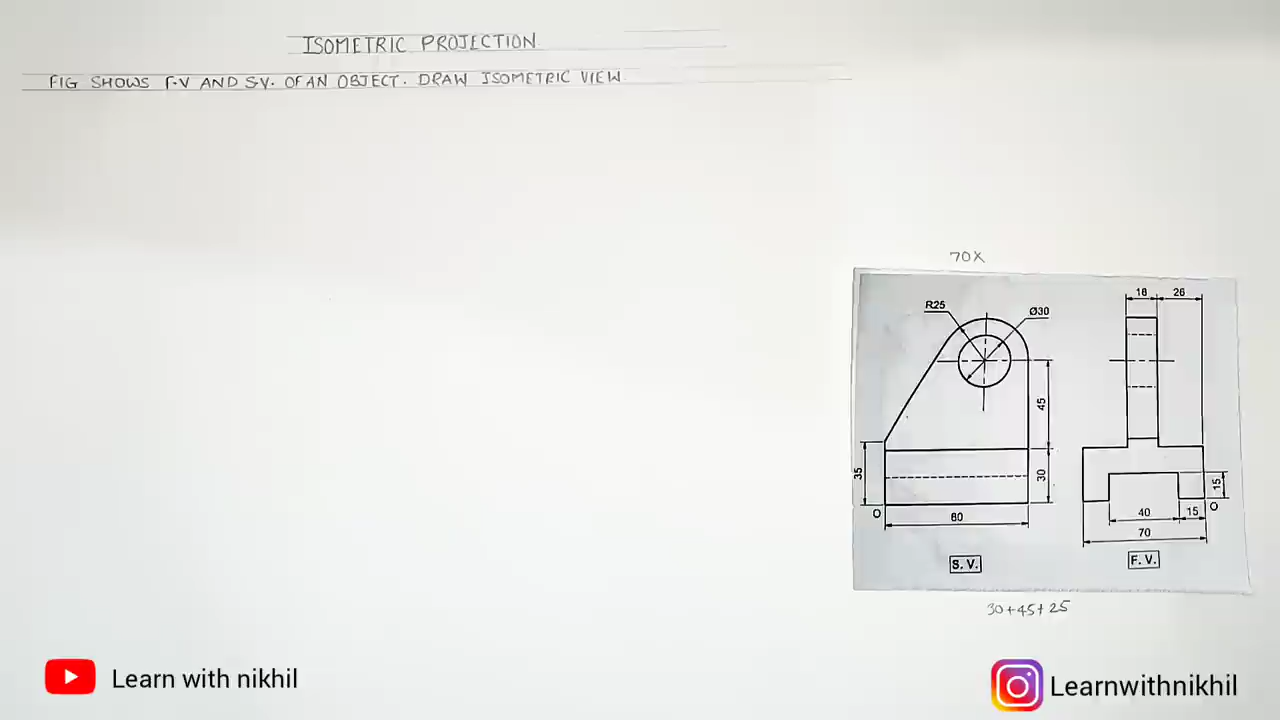 ISOMETRIC PROJECTION
FIG SHOWS F.V AND S.V. OF AN OBJECT. DRAW ISOMETRIC VIEW.
70X
R25
Ø30
18
26
45
35
30
15
O
O
80
40
15
70
S. V.
F. V.
30+45+25
Learn with nikhil
Learnwithnikhil